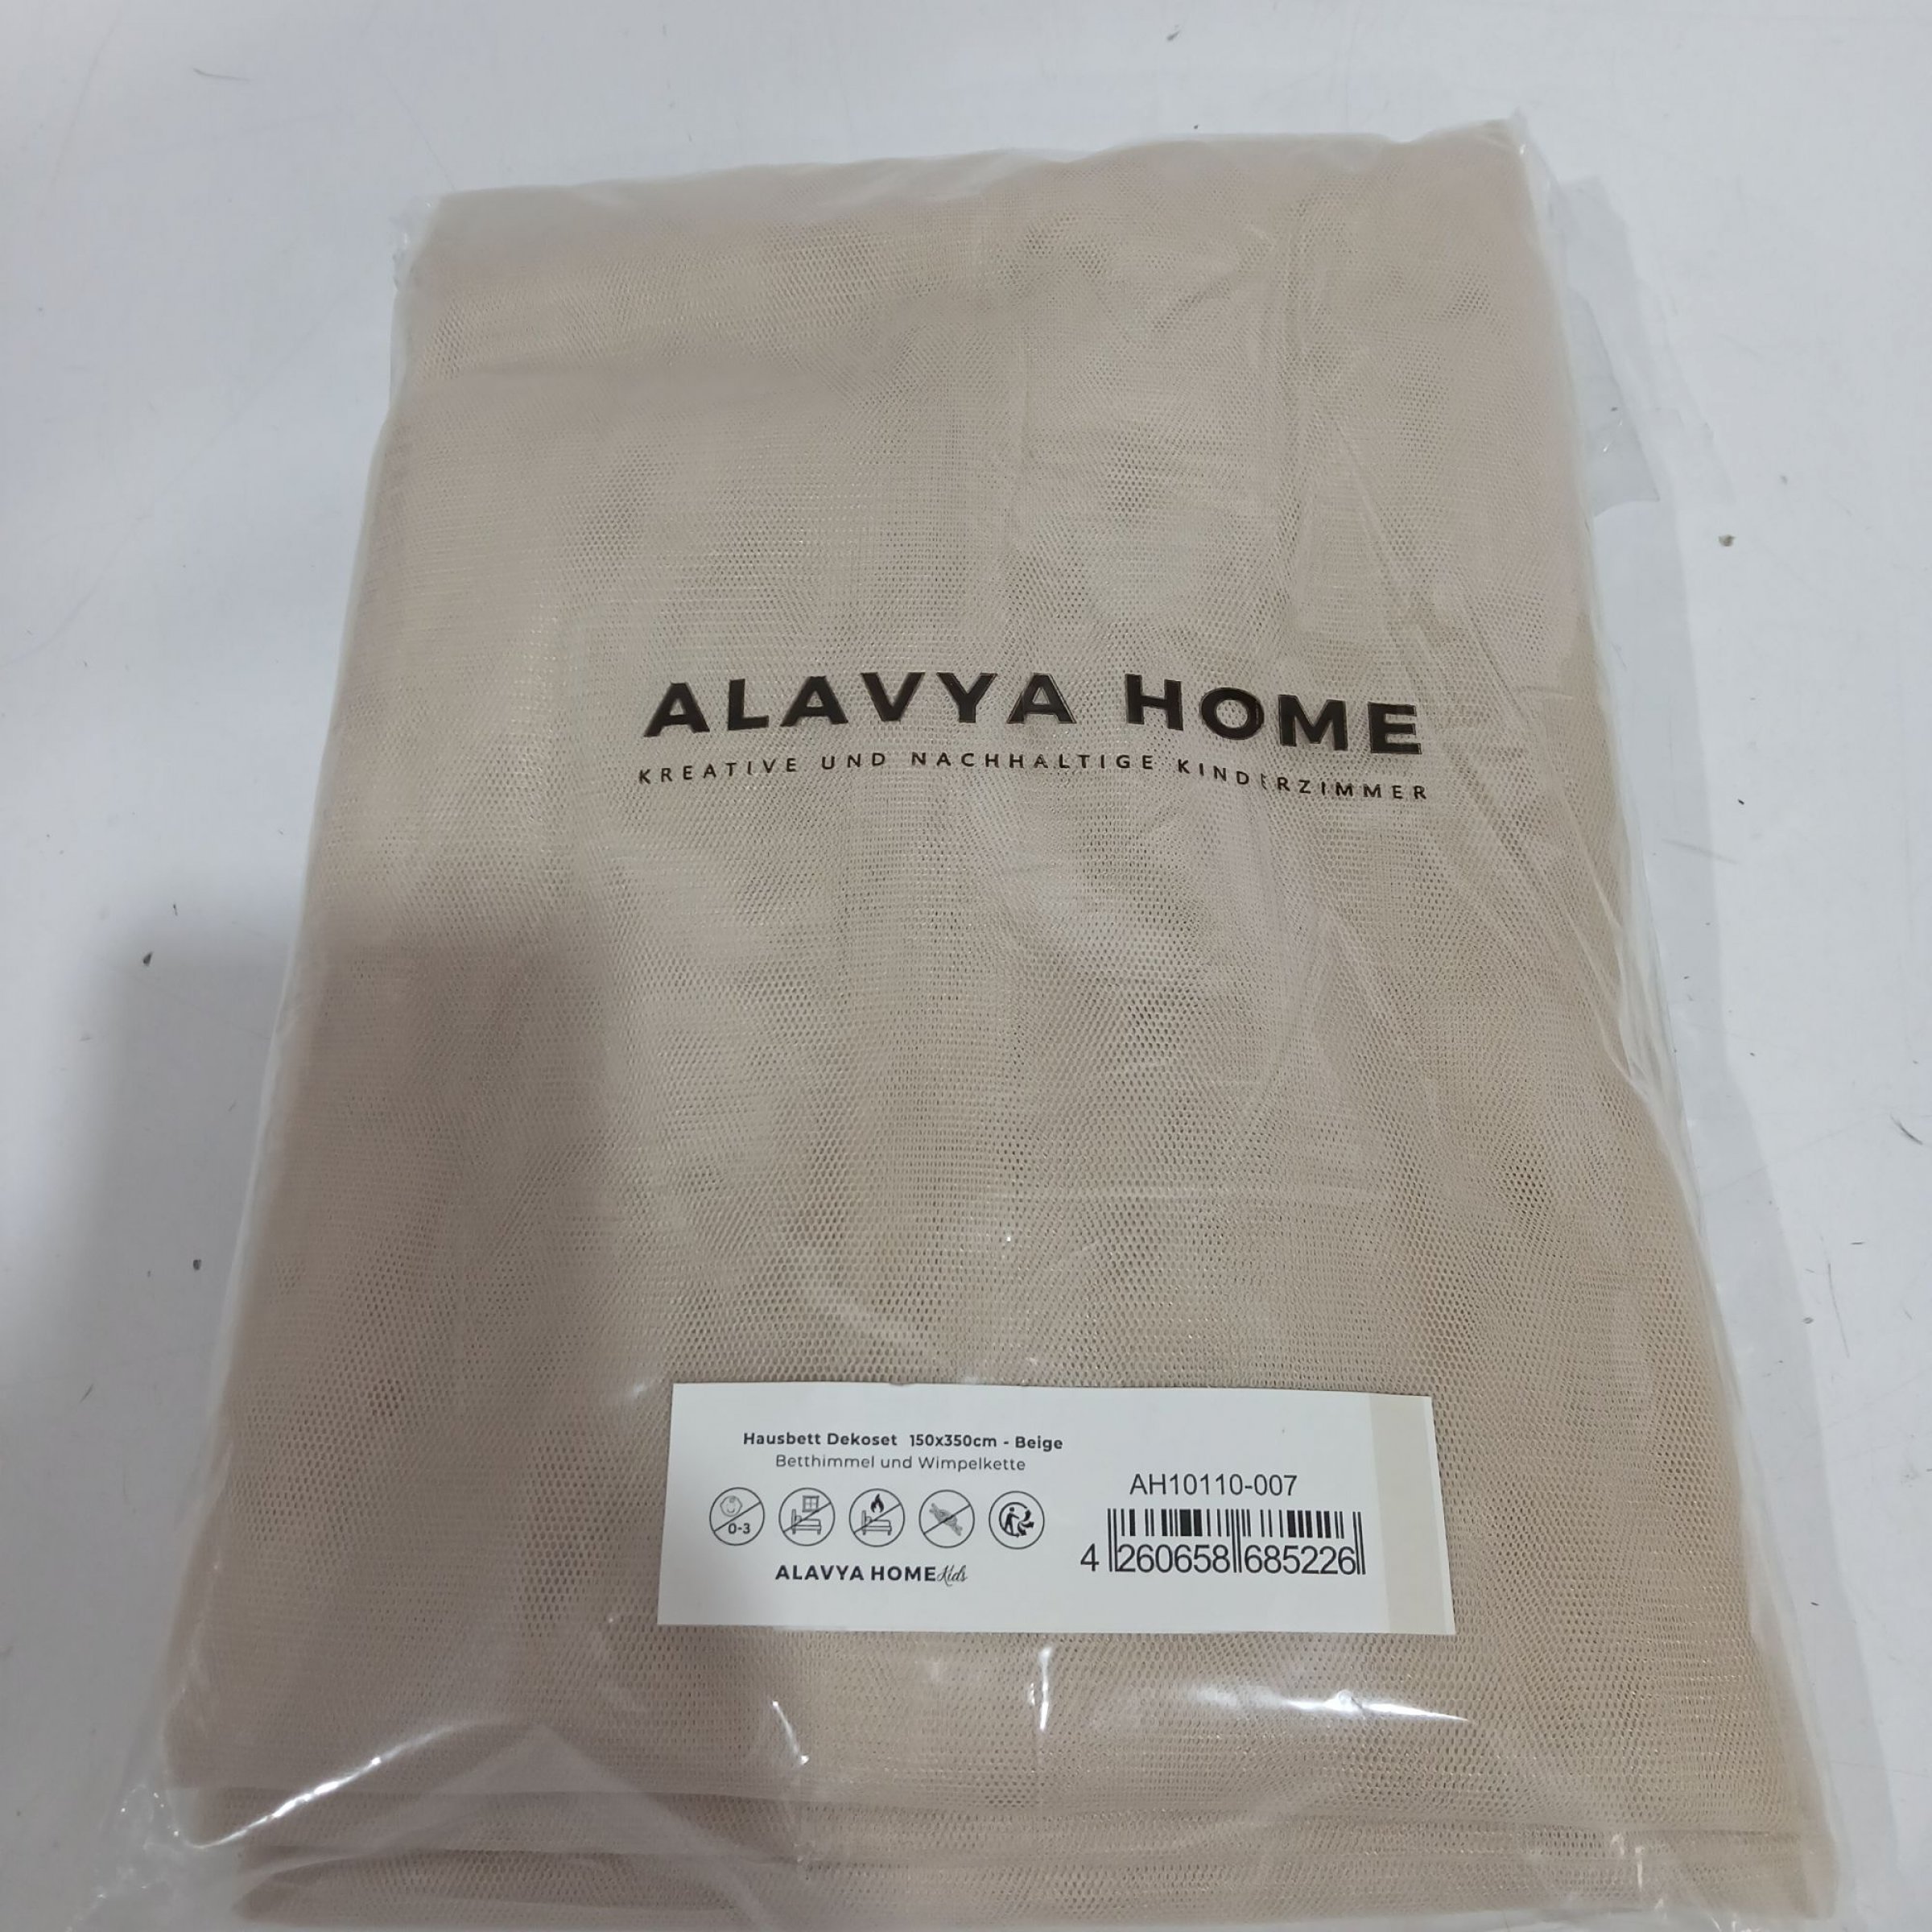 ALAVYA HOME
KREATIVE UND NACHHALTIGE KINDERZIMMER
Hausbett Dekoset 150x350cm - Beige
Betthimmel und Wimpelkette
0-3
ALAVYA HOME Kids
AH10110-007
4 260658 685226